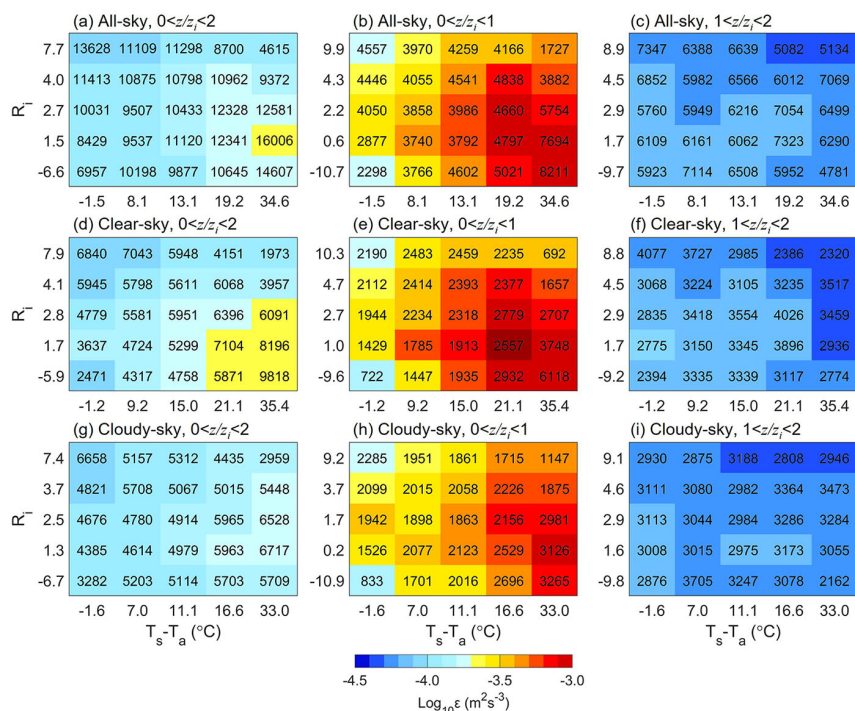 (a) All-sky, 0<z/zi<2
(b) All-sky, 0<z/zi<1
(c) All-sky, 1<z/zi<2
7.7 13628 11109 11298 8700 4615
4.0 11413 10875 10798 10962 9372
2.7 10031 9507 10433 12328 12581
1.5 8429 9537 11120 12341 16006
-6.6 6957 10198 9877 10645 14607
Ri
-1.5 8.1 13.1 19.2 34.6
9.9 4557 3970 4259 4166 1727
4.3 4446 4055 4541 4838 3882
2.2 4050 3858 3986 4660 5754
0.6 2877 3740 3792 4797 7694
-10.7 2298 3766 4602 5021 8211
-1.5 8.1 13.1 19.2 34.6
8.9 7347 6388 6639 5082 5134
4.5 6852 5982 6566 6012 7069
2.9 5760 5949 6216 7054 6499
1.7 6109 6161 6062 7323 6290
-9.7 5923 7114 6508 5952 4781
-1.5 8.1 13.1 19.2 34.6
(d) Clear-sky, 0<z/zi<2
(e) Clear-sky, 0<z/zi<1
(f) Clear-sky, 1<z/zi<2
7.9 6840 7043 5948 4151 1973
4.1 5945 5798 5611 6068 3957
2.8 4779 5581 5951 6396 6091
1.7 3637 4724 5299 7104 8196
-5.9 2471 4317 4758 5871 9818
Ri
-1.2 9.2 15.0 21.1 35.4
10.3 2190 2483 2459 2235 692
4.7 2112 2414 2393 2377 1657
2.7 1944 2234 2318 2779 2707
1.0 1429 1785 1913 2557 3748
-9.6 722 1447 1935 2932 6118
-1.2 9.2 15.0 21.1 35.4
8.8 4077 3727 2985 2386 2320
4.5 3068 3224 3105 3235 3517
2.9 2835 3418 3554 4026 3459
1.7 2775 3150 3345 3896 2936
-9.2 2394 3335 3339 3117 2774
-1.2 9.2 15.0 21.1 35.4
(g) Cloudy-sky, 0<z/zi<2
(h) Cloudy-sky, 0<z/zi<1
(i) Cloudy-sky, 1<z/zi<2
7.4 6658 5157 5312 4435 2959
3.7 4821 5708 5067 5015 5448
2.5 4676 4780 4914 5965 6528
1.3 4385 4614 4979 5963 6717
-6.7 3282 5203 5114 5703 5709
Ri
-1.6 7.0 11.1 16.6 33.0
Ts-Ta (°C)
9.2 2285 1951 1861 1715 1147
3.7 2099 2015 2058 2226 1875
1.7 1942 1898 1863 2156 2981
0.2 1526 2077 2123 2529 3126
-10.9 833 1701 2016 2696 3265
-1.6 7.0 11.1 16.6 33.0
Ts-Ta (°C)
9.1 2930 2875 3188 2808 2946
4.6 3111 3080 2982 3364 3473
2.9 3113 3044 2984 3286 3284
1.6 3008 3015 2975 3173 3055
-9.8 2876 3705 3247 3078 2162
-1.6 7.0 11.1 16.6 33.0
Ts-Ta (°C)
-4.5 -4.0 -3.5 -3.0
Log10ε (m²s⁻³)